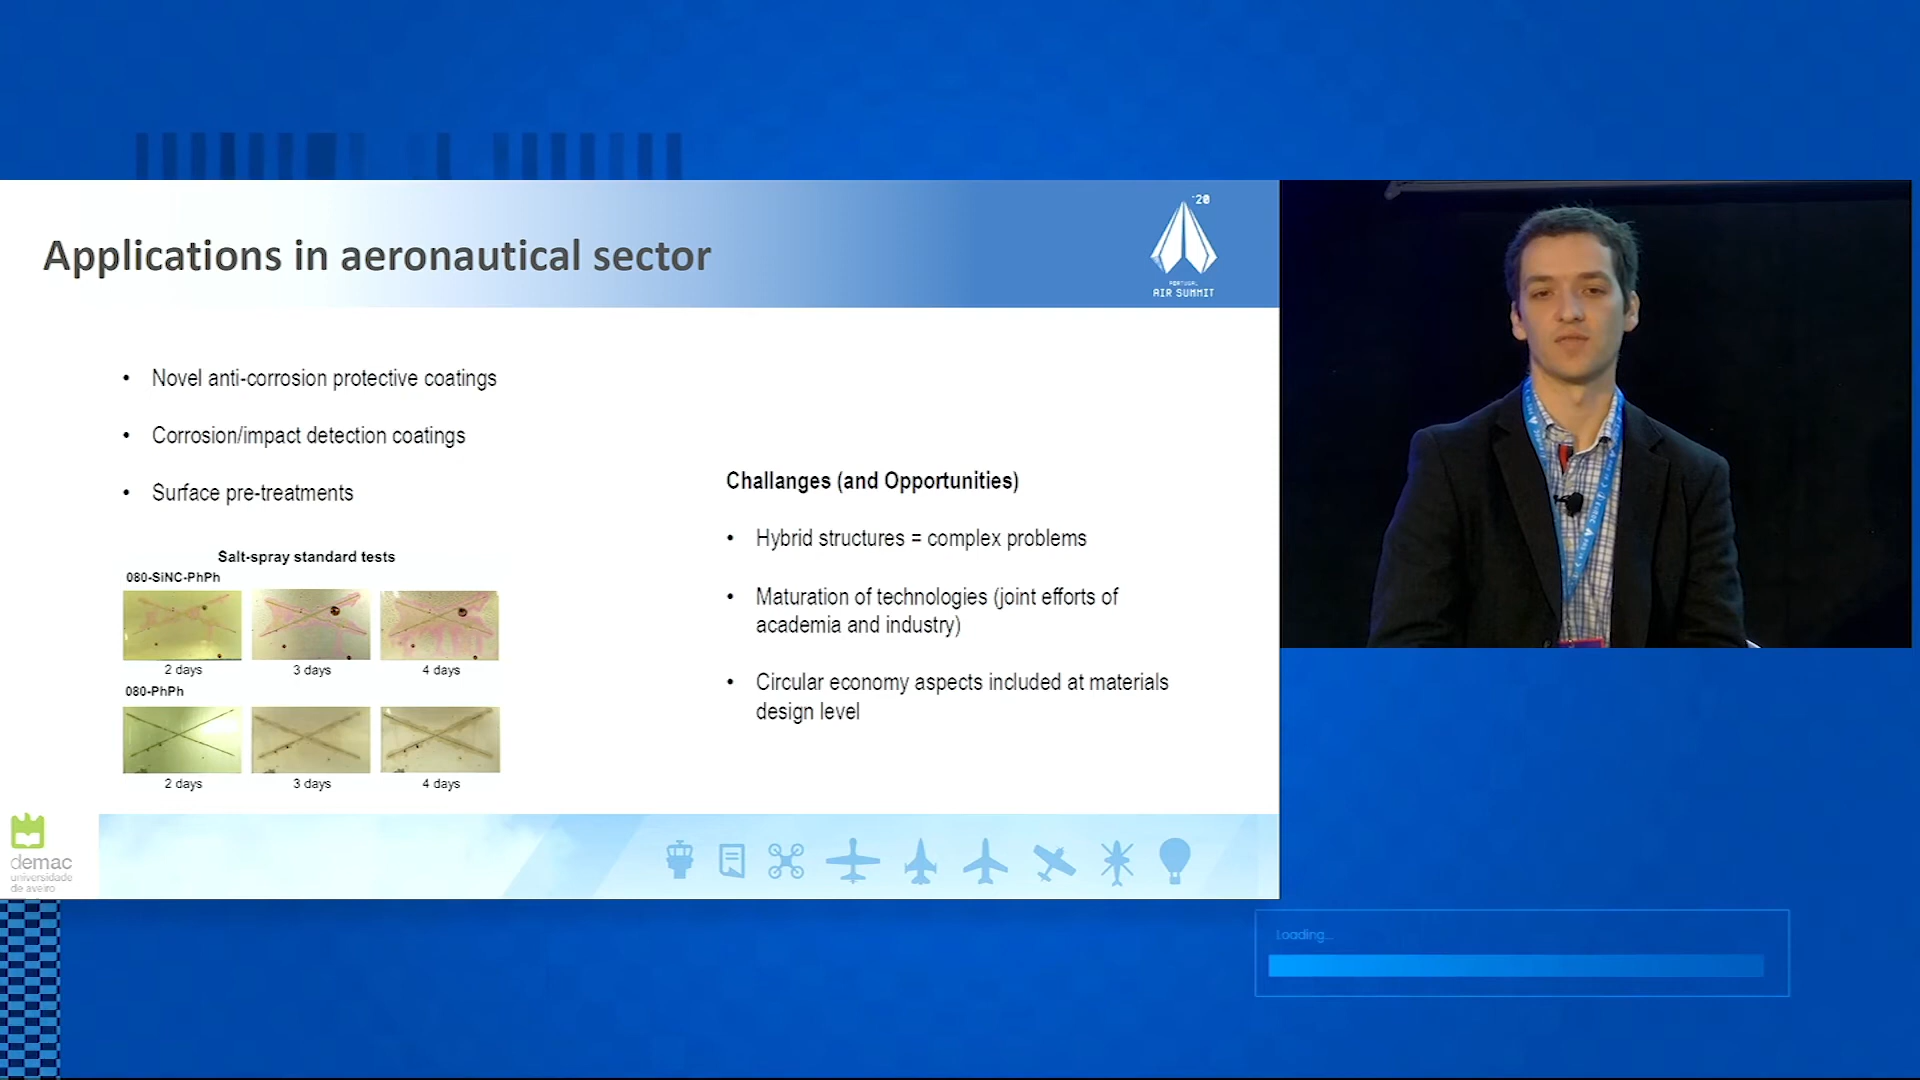 '20
PORTUGAL
AIR SUMMIT
Applications in aeronautical sector
• Novel anti-corrosion protective coatings
• Corrosion/impact detection coatings
• Surface pre-treatments
Salt-spray standard tests
080-SiNC-PhPh
2 days 3 days 4 days
080-PhPh
2 days 3 days 4 days
Challanges (and Opportunities)
• Hybrid structures = complex problems
• Maturation of technologies (joint efforts of
academia and industry)
• Circular economy aspects included at materials
design level
demac
universidade
de aveiro
Loading...